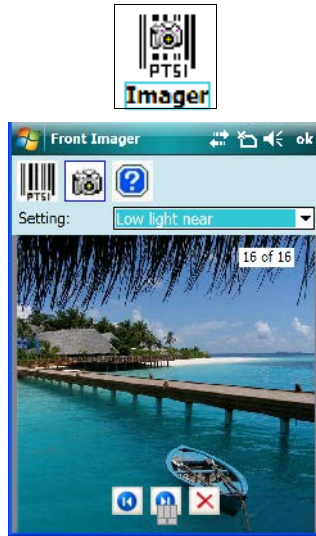 PTSI
Imager
Front Imager ok
PTSI
Setting: Low light near
16 of 16